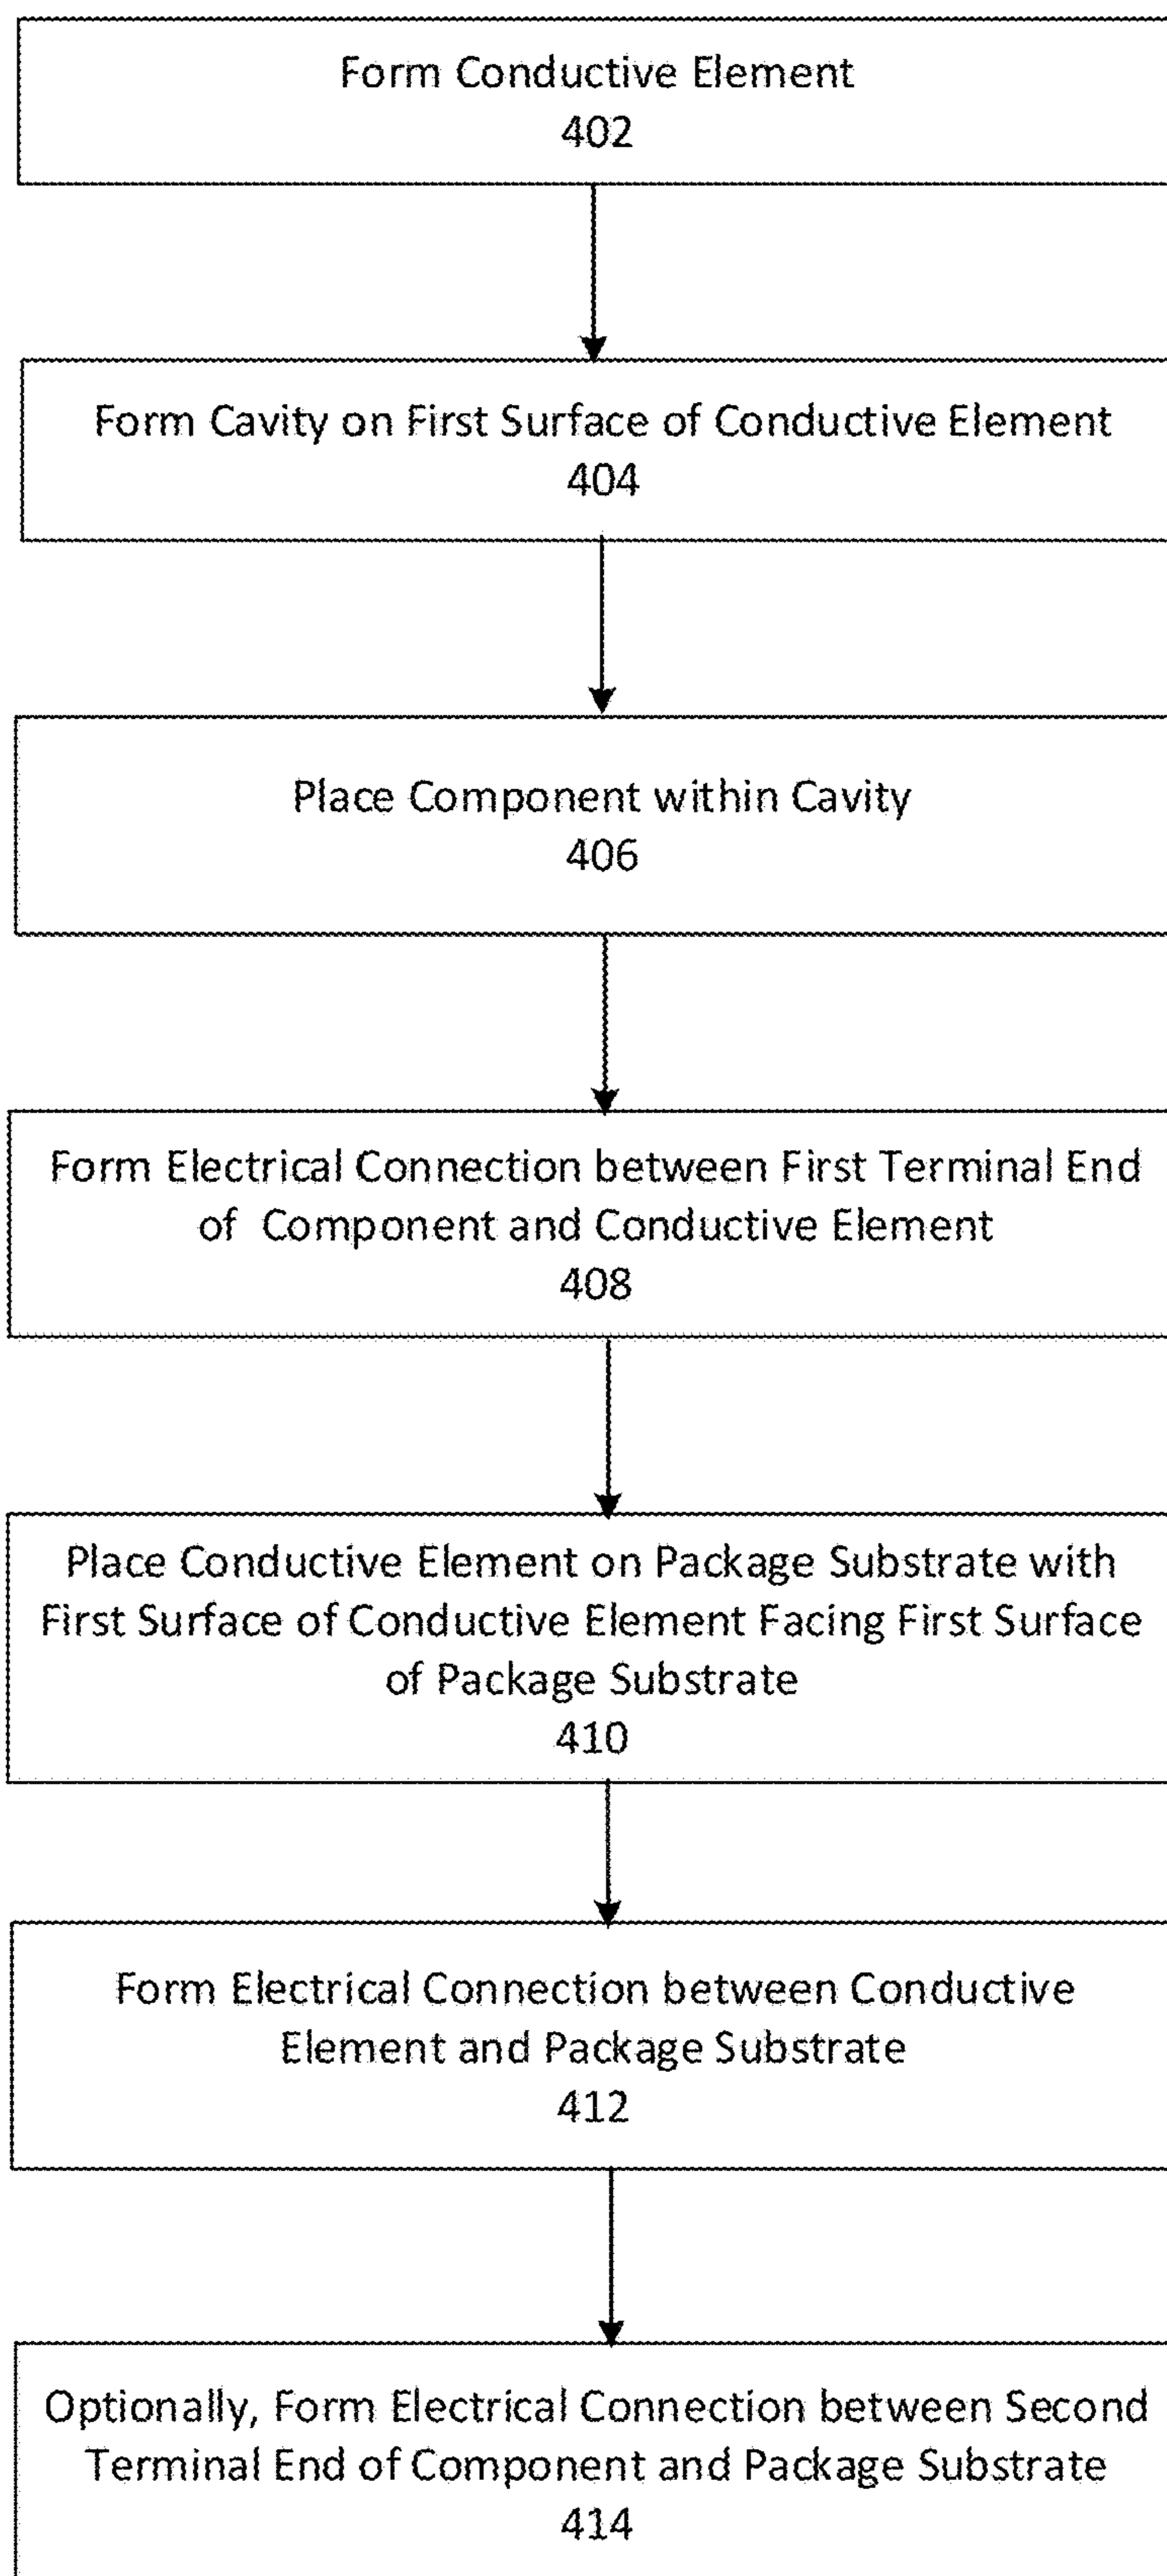 Form Conductive Element
402
Form Cavity on First Surface of Conductive Element
404
Place Component within Cavity
406
Form Electrical Connection between First Terminal End
of Component and Conductive Element
408
Place Conductive Element on Package Substrate with
First Surface of Conductive Element Facing First Surface
of Package Substrate
410
Form Electrical Connection between Conductive
Element and Package Substrate
412
Optionally, Form Electrical Connection between Second
Terminal End of Component and Package Substrate
414